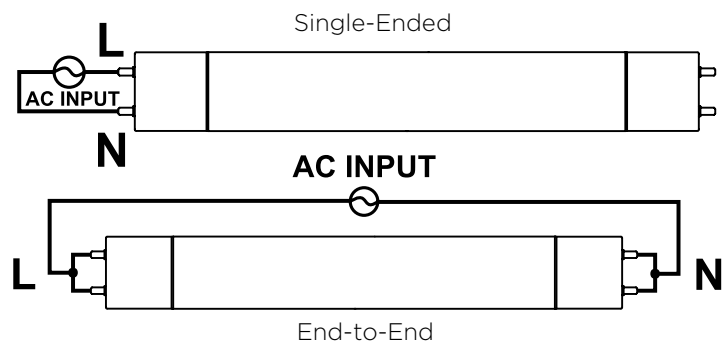 Single-Ended
L
AC INPUT
N
AC INPUT
L
N
End-to-End